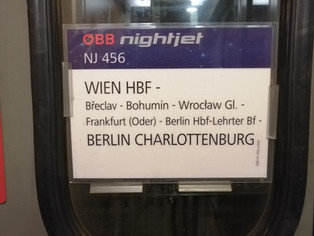 ÖBB nightjet
NJ 456
WIEN HBF -
Břeclav - Bohumín - Wrocław Gl. -
Frankfurt (Oder) - Berlin Hbf-Lehrter Bf -
BERLIN CHARLOTTENBURG